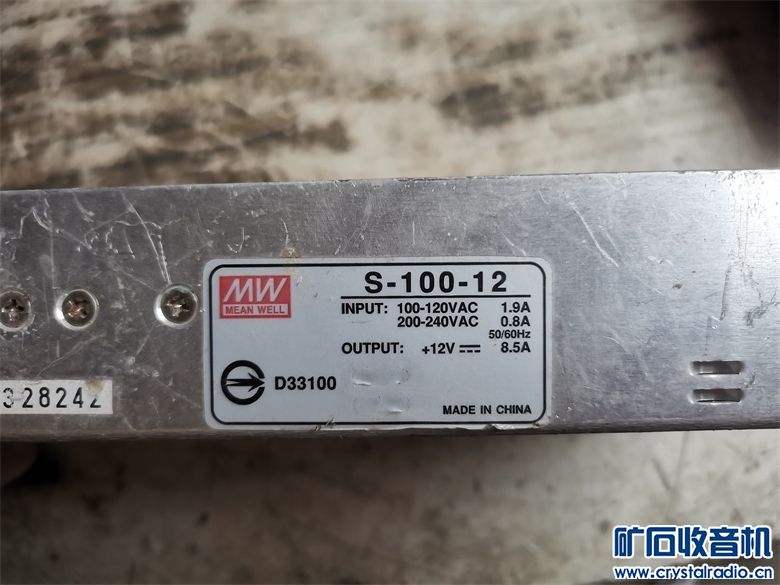 MW
MEAN WELL
S-100-12
INPUT: 100-120VAC 1.9A
200-240VAC 0.8A
50/60Hz
OUTPUT: +12V⎓ 8.5A
D33100
MADE IN CHINA
328242
矿石收音机
www.crystalradio.cn